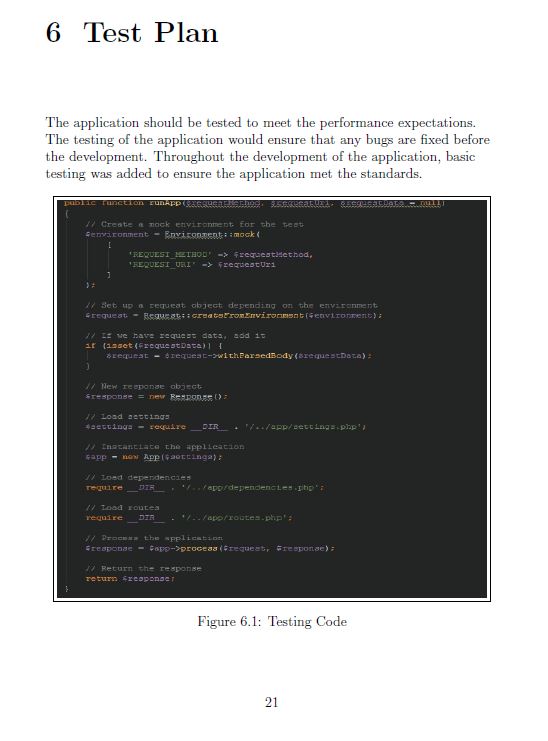 6 Test Plan
The application should be tested to meet the performance expectations.
The testing of the application would ensure that any bugs are fixed before
the development. Throughout the development of the application, basic
testing was added to ensure the application met the standards.
public function runApp($requestMethod, $requestUri, $requestData = null)
{
// Create a mock environment for the test
$environment = Environment::mock(
[
'REQUEST_METHOD' => $requestMethod,
'REQUEST_URI' => $requestUri
]
);
// Set up a request object depending on the environment
$request = Request::createFromEnvironment($environment);
// If we have request data, add it
if (isset($requestData)) {
$request = $request->withParsedBody($requestData);
}
// New response object
$response = new Response();
// Load settings
$settings = require __DIR__ . '/../app/settings.php';
// Instantiate the application
$app = new App($settings);
// Load dependencies
require __DIR__ . '/../app/dependencies.php';
// Load routes
require __DIR__ . '/../app/routes.php';
// Process the application
$response = $app->process($request, $response);
// Return the response
return $response;
}
Figure 6.1: Testing Code
21